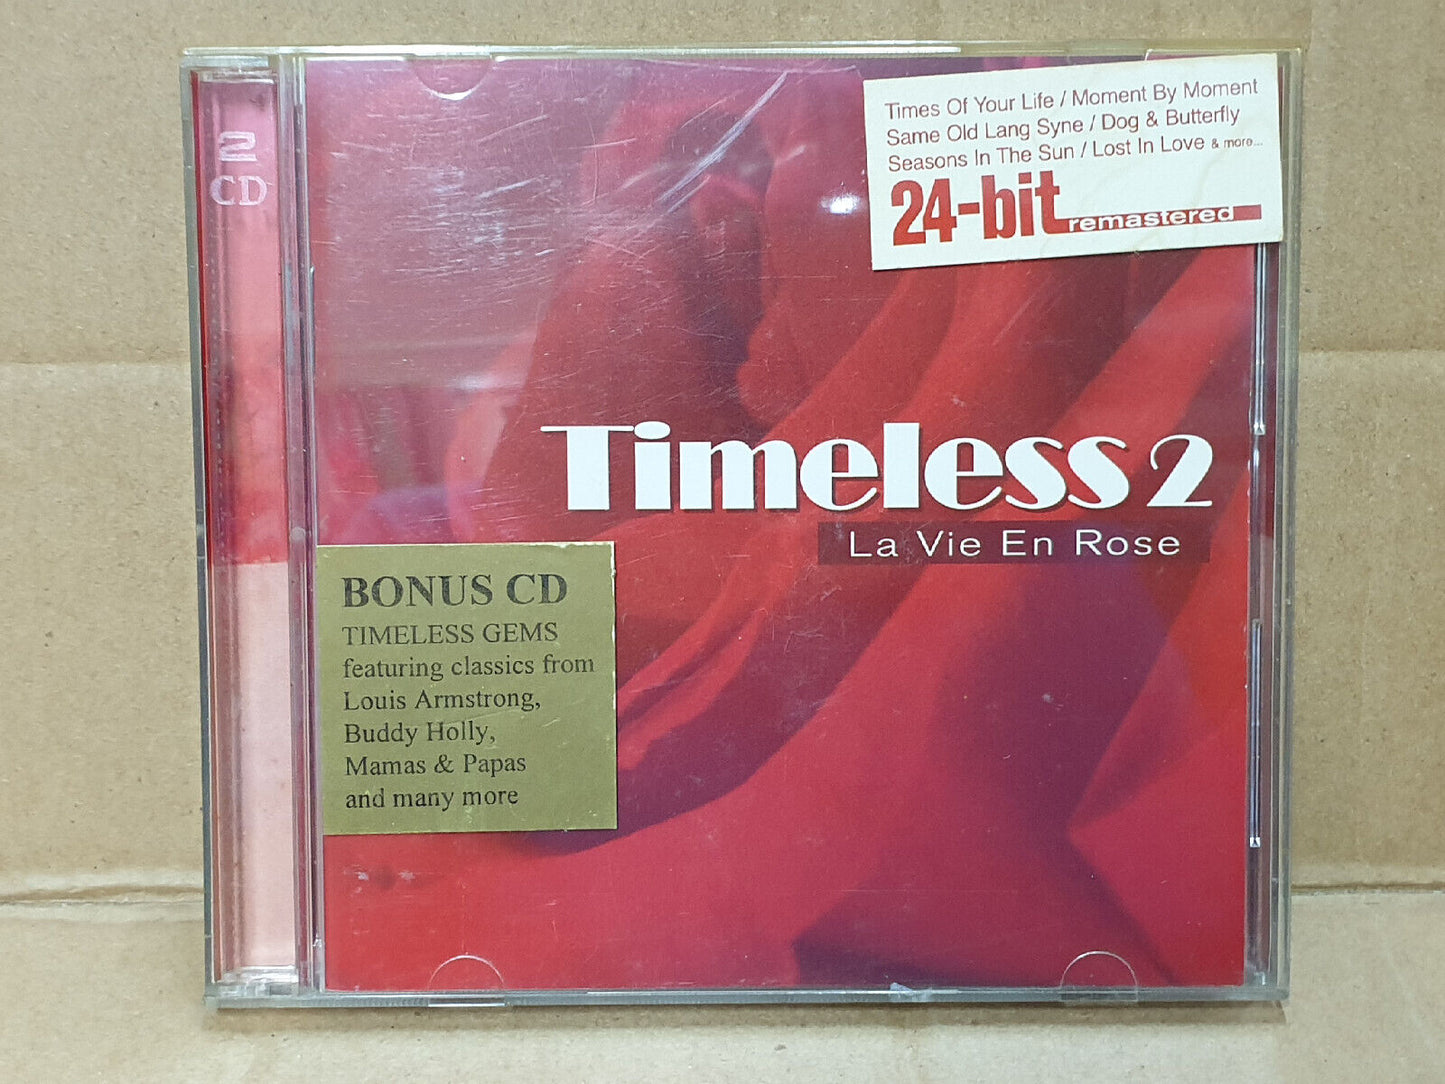 2
CD
Times Of Your Life / Moment By Moment
Same Old Lang Syne / Dog & Butterfly
Seasons In The Sun / Lost In Love & more...
24-bit remastered
Timeless 2
La Vie En Rose
BONUS CD
TIMELESS GEMS
featuring classics from
Louis Armstrong,
Buddy Holly,
Mamas & Papas
and many more